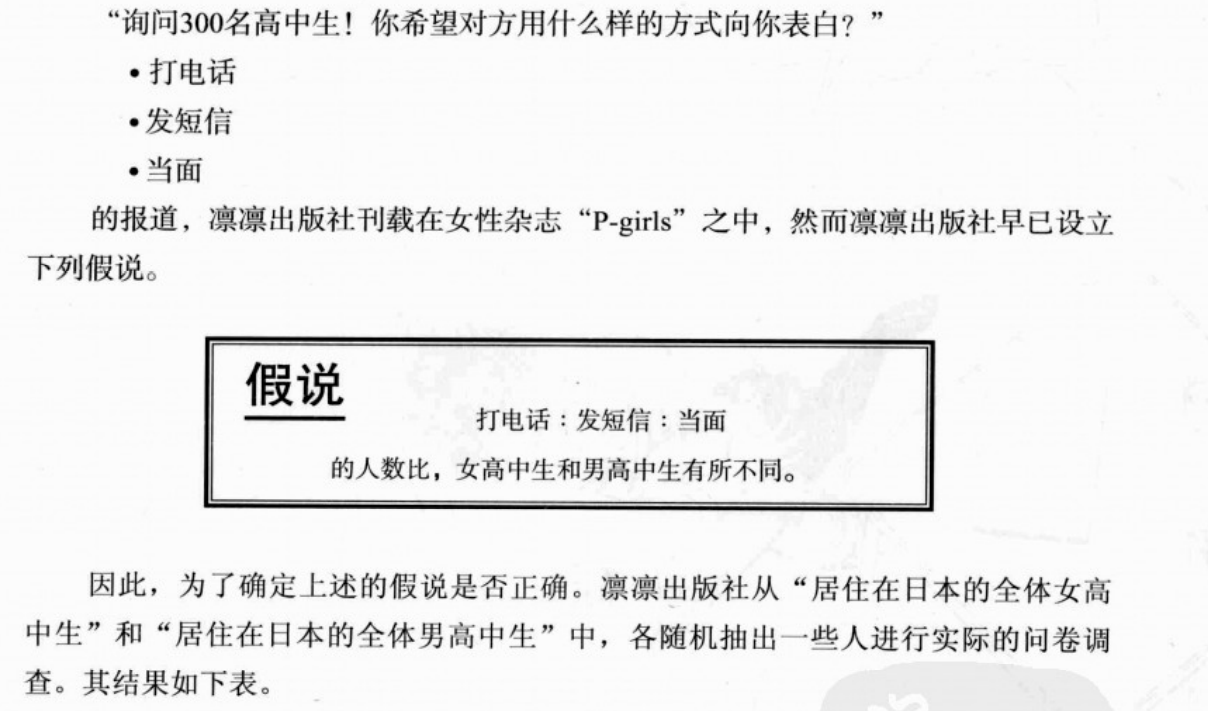 “询问300名高中生！你希望对方用什么样的方式向你表白？”
• 打电话
• 发短信
• 当面
的报道，凛凛出版社刊载在女性杂志“P-girls”之中，然而凛凛出版社早已设立
下列假说。
假说
打电话：发短信：当面
的人数比，女高中生和男高中生有所不同。
因此，为了确定上述的假说是否正确。凛凛出版社从“居住在日本的全体女高
中生”和“居住在日本的全体男高中生”中，各随机抽出一些人进行实际的问卷调
查。其结果如下表。